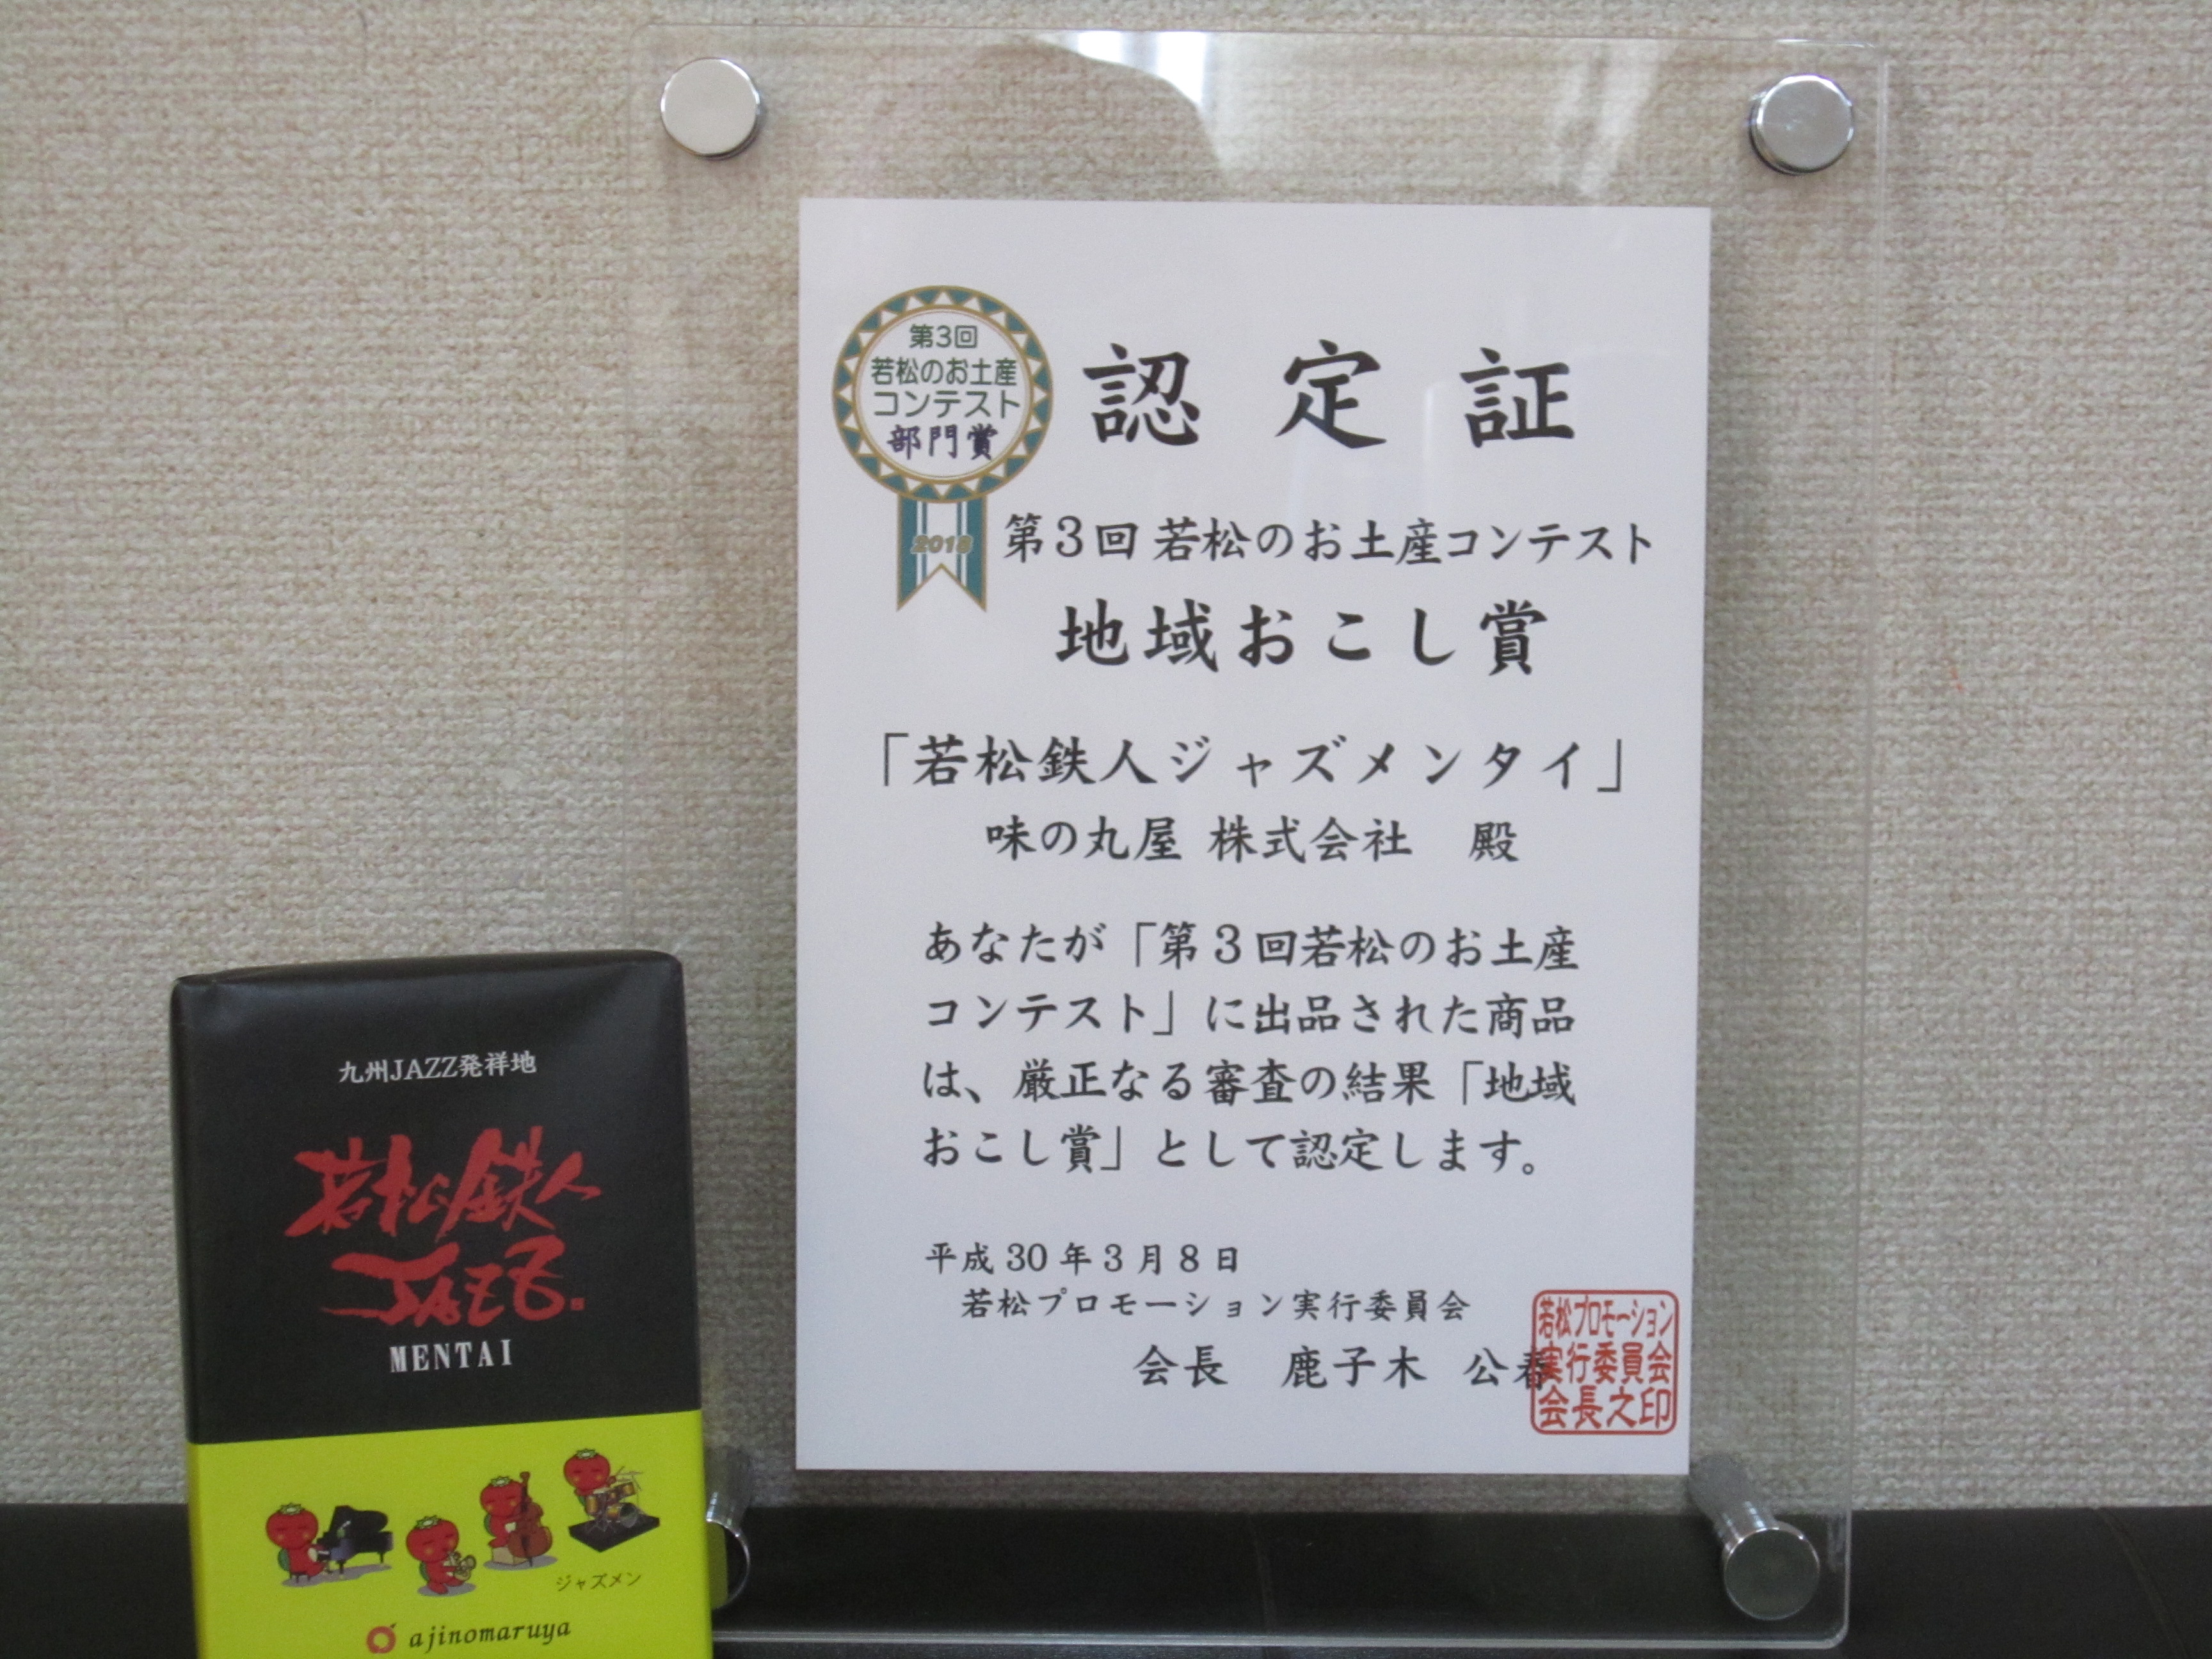 第3回
若松のお土産
コンテスト
部門賞
2018
認定証
第3回 若松のお土産コンテスト
地域おこし賞
「若松鉄人ジャズメンタイ」
味の丸屋 株式会社 殿
あなたが「第3回若松のお土産
コンテスト」に出品された商品
は、厳正なる審査の結果「地域
おこし賞」として認定します。
平成30年3月8日
若松プロモーション実行委員会
会長 鹿子木 公春
若松プロモーション
実行委員会
会長之印
九州JAZZ発祥地
若松鉄人
JAZZ
MENTAI
ジャズメン
ajinomaruya